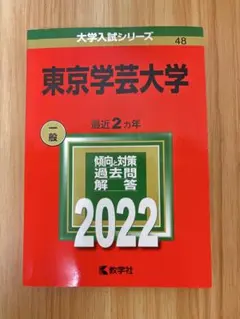 大学入試シリーズ
48
東京学芸大学
一般
最近2カ年
傾向と対策
過去問
解答
2022
教学社